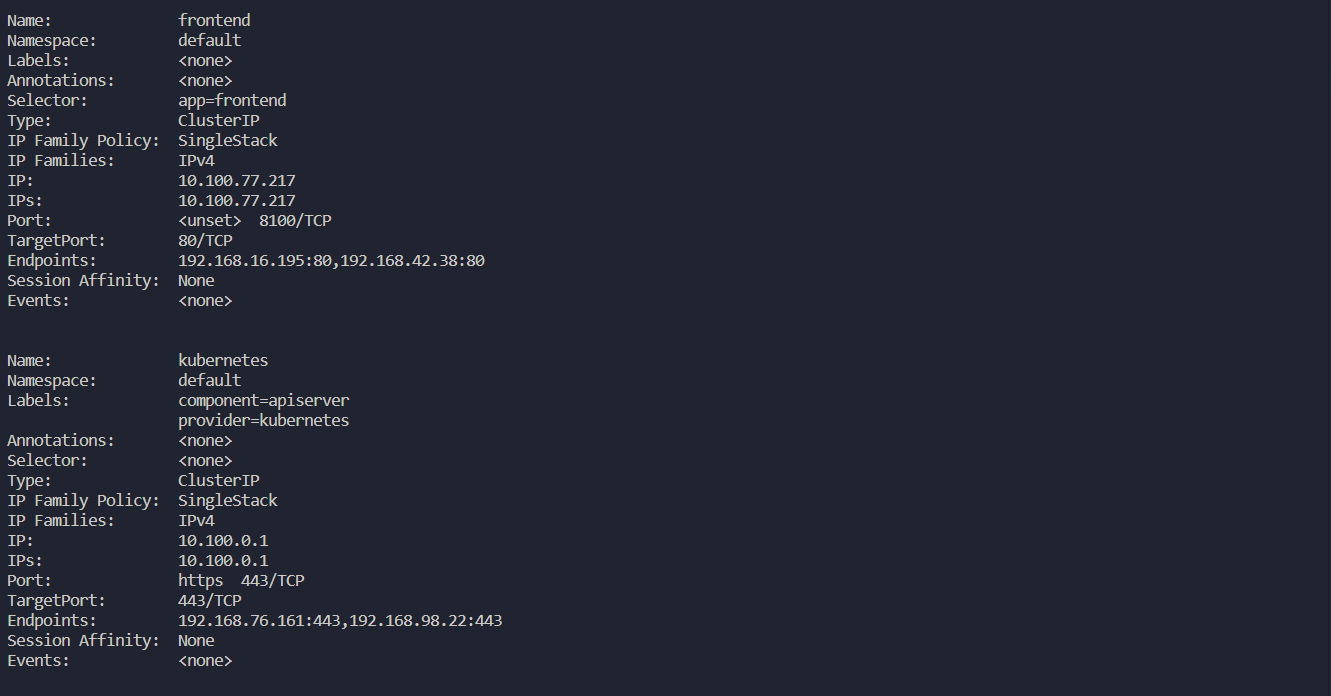 Name:              frontend
Namespace:         default
Labels:            <none>
Annotations:       <none>
Selector:          app=frontend
Type:              ClusterIP
IP Family Policy:  SingleStack
IP Families:       IPv4
IP:                10.100.77.217
IPs:               10.100.77.217
Port:              <unset>  8100/TCP
TargetPort:        80/TCP
Endpoints:         192.168.16.195:80,192.168.42.38:80
Session Affinity:  None
Events:            <none>
Name:              kubernetes
Namespace:         default
Labels:            component=apiserver
                   provider=kubernetes
Annotations:       <none>
Selector:          <none>
Type:              ClusterIP
IP Family Policy:  SingleStack
IP Families:       IPv4
IP:                10.100.0.1
IPs:               10.100.0.1
Port:              https  443/TCP
TargetPort:        443/TCP
Endpoints:         192.168.76.161:443,192.168.98.22:443
Session Affinity:  None
Events:            <none>